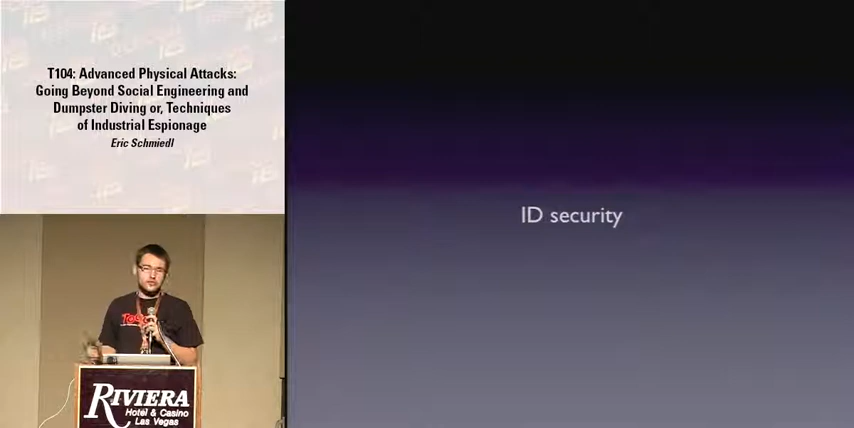 T104: Advanced Physical Attacks:
Going Beyond Social Engineering and
Dumpster Diving or, Techniques
of Industrial Espionage
Eric Schmiedl
ID security
RIVIERA
Hotel & Casino
Las Vegas